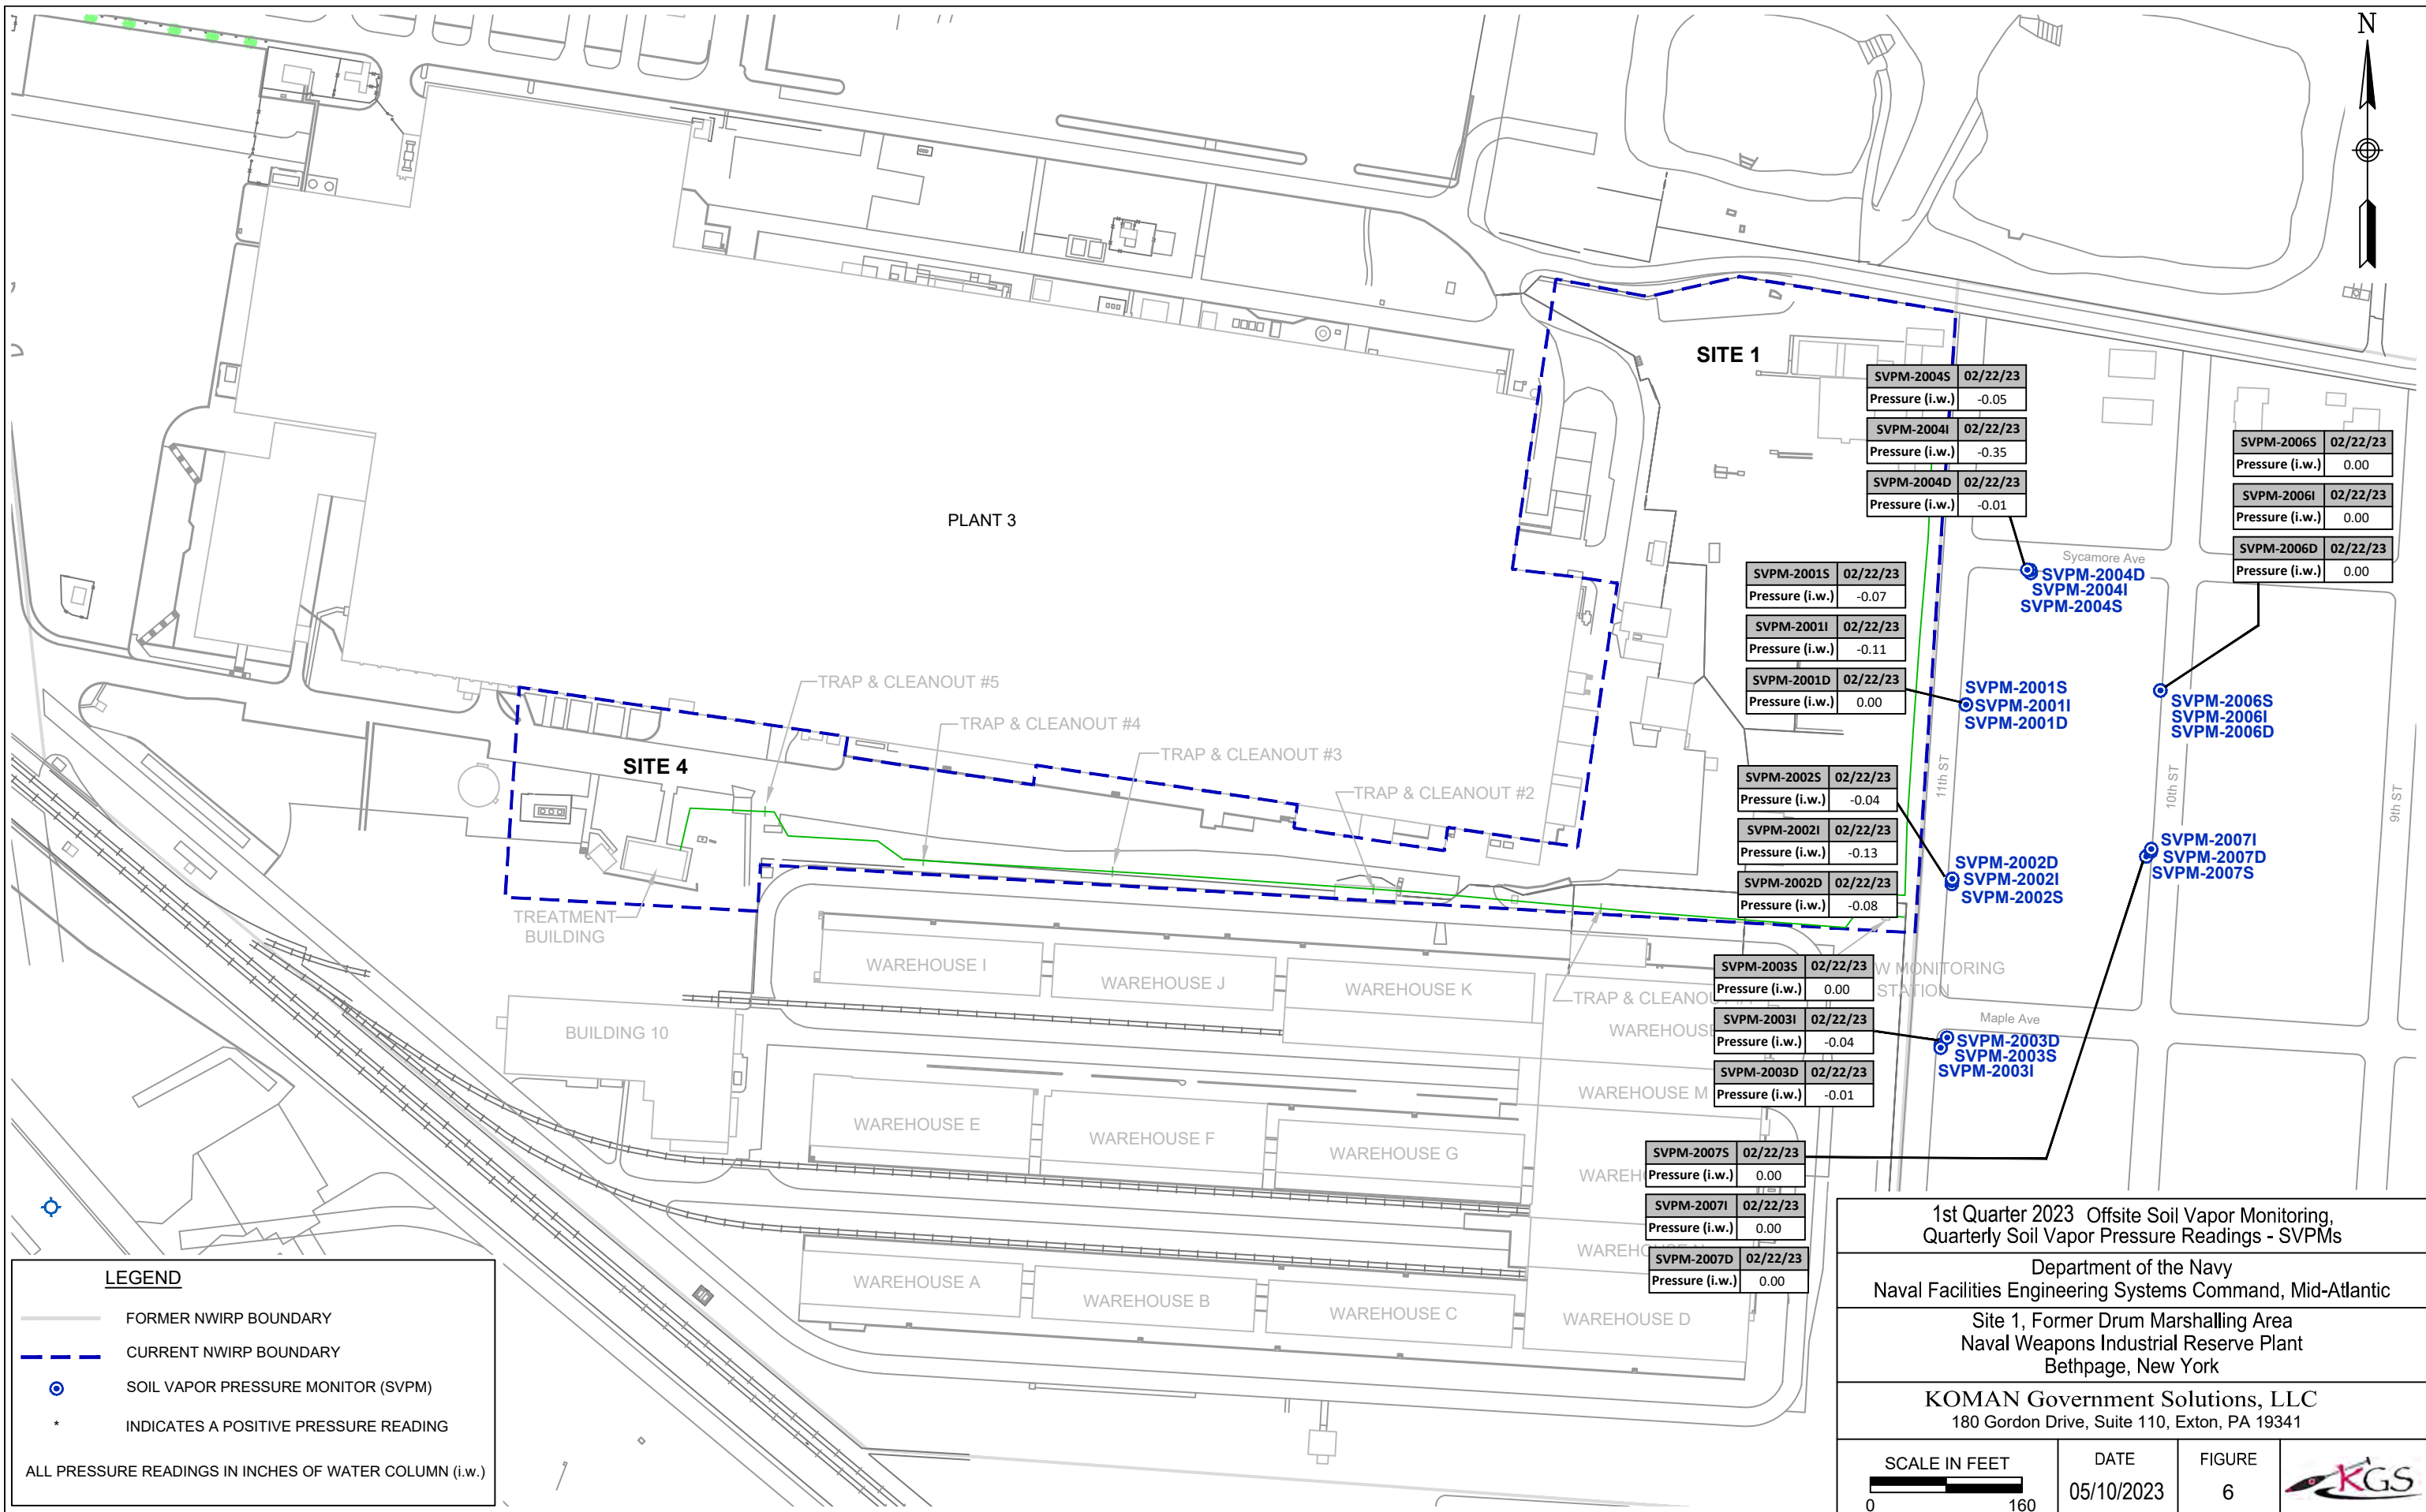 N
SITE 1
SVPM-2004S 02/22/23
Pressure (i.w.) -0.05
SVPM-2004I 02/22/23
Pressure (i.w.) -0.35
SVPM-2004D 02/22/23
Pressure (i.w.) -0.01
SVPM-2006S 02/22/23
Pressure (i.w.) 0.00
SVPM-2006I 02/22/23
Pressure (i.w.) 0.00
SVPM-2006D 02/22/23
Pressure (i.w.) 0.00
PLANT 3
Sycamore Ave
SVPM-2004D
SVPM-2004I
SVPM-2004S
SVPM-2001S 02/22/23
Pressure (i.w.) -0.07
SVPM-2001I 02/22/23
Pressure (i.w.) -0.11
SVPM-2001D 02/22/23
Pressure (i.w.) 0.00
SVPM-2001S
SVPM-2001I
SVPM-2001D
SVPM-2006S
SVPM-2006I
SVPM-2006D
TRAP & CLEANOUT #5
TRAP & CLEANOUT #4
TRAP & CLEANOUT #3
TRAP & CLEANOUT #2
SITE 4
11th ST
10th ST
9th ST
SVPM-2002S 02/22/23
Pressure (i.w.) -0.04
SVPM-2002I 02/22/23
Pressure (i.w.) -0.13
SVPM-2002D 02/22/23
Pressure (i.w.) -0.08
SVPM-2002D
SVPM-2002I
SVPM-2002S
SVPM-2007I
SVPM-2007D
SVPM-2007S
TREATMENT
BUILDING
WAREHOUSE I
WAREHOUSE J
WAREHOUSE K
TRAP & CLEANOU
W MONITORING
STATION
SVPM-2003S 02/22/23
Pressure (i.w.) 0.00
SVPM-2003I 02/22/23
Pressure (i.w.) -0.04
SVPM-2003D 02/22/23
Pressure (i.w.) -0.01
Maple Ave
SVPM-2003D
SVPM-2003S
SVPM-2003I
BUILDING 10
WAREHOUSE
WAREHOUSE M
WAREHOUSE E
WAREHOUSE F
WAREHOUSE G
WAREH
SVPM-2007S 02/22/23
Pressure (i.w.) 0.00
SVPM-2007I 02/22/23
Pressure (i.w.) 0.00
SVPM-2007D 02/22/23
Pressure (i.w.) 0.00
WAREHO
WAREHOUSE A
WAREHOUSE B
WAREHOUSE C
WAREHOUSE D
LEGEND
FORMER NWIRP BOUNDARY
CURRENT NWIRP BOUNDARY
SOIL VAPOR PRESSURE MONITOR (SVPM)
* INDICATES A POSITIVE PRESSURE READING
ALL PRESSURE READINGS IN INCHES OF WATER COLUMN (i.w.)
1st Quarter 2023 Offsite Soil Vapor Monitoring,
Quarterly Soil Vapor Pressure Readings - SVPMs
Department of the Navy
Naval Facilities Engineering Systems Command, Mid-Atlantic
Site 1, Former Drum Marshalling Area
Naval Weapons Industrial Reserve Plant
Bethpage, New York
KOMAN Government Solutions, LLC
180 Gordon Drive, Suite 110, Exton, PA 19341
SCALE IN FEET
0 160
DATE
05/10/2023
FIGURE
6
KGS